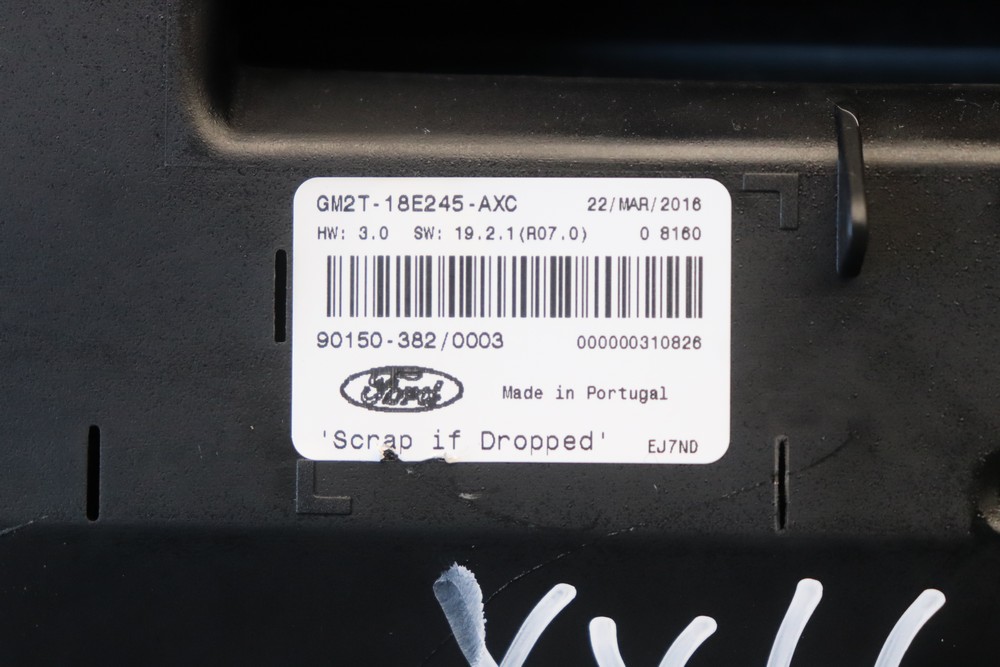 GM2T-18E245-AXC 22/MAR/2016
HW: 3.0 SW: 19.2.1(R07.0) 0 8160
90150-382/0003 000000310826
Ford Made in Portugal
'Scrap if Dropped' EJ7ND